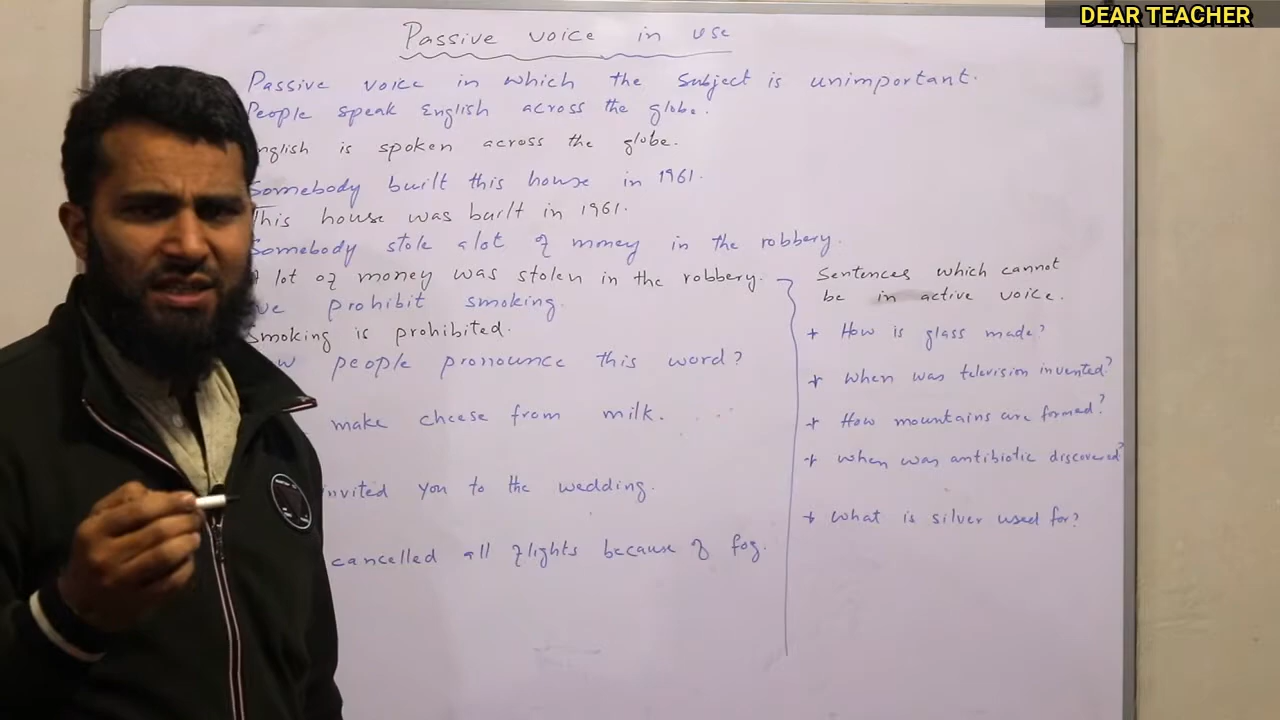 DEAR TEACHER
Passive voice in use
Passive voice in which the subject is unimportant.
People speak English across the globe.
nglish is spoken across the globe.
Somebody built this house in 1961.
This house was built in 1961.
Somebody stole a lot of money in the robbery.
lot of money was stolen in the robbery.
prohibit smoking.
Smoking is prohibited.
people pronounce this word?
make cheese from milk.
invited you to the wedding.
cancelled all flights because of fog.
Sentences which cannot
be in active voice.
+ How is glass made?
+ When was television invented?
+ How mountains are formed?
+ When was antibiotic discovered?
+ What is silver used for?